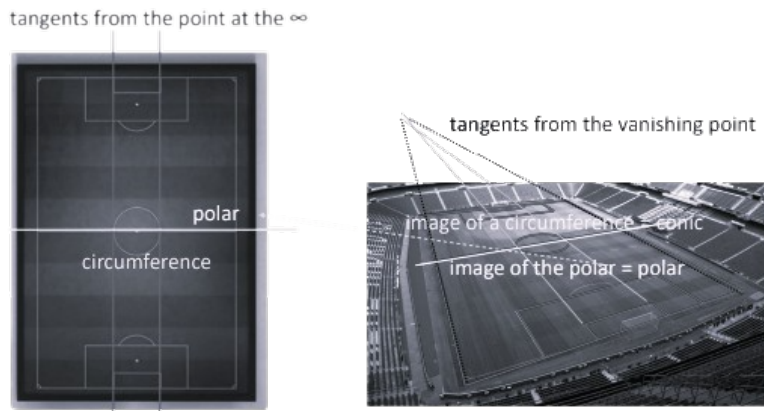 tangents from the point at the ∞
polar
circumference
tangents from the vanishing point
image of a circumference = conic
image of the polar = polar